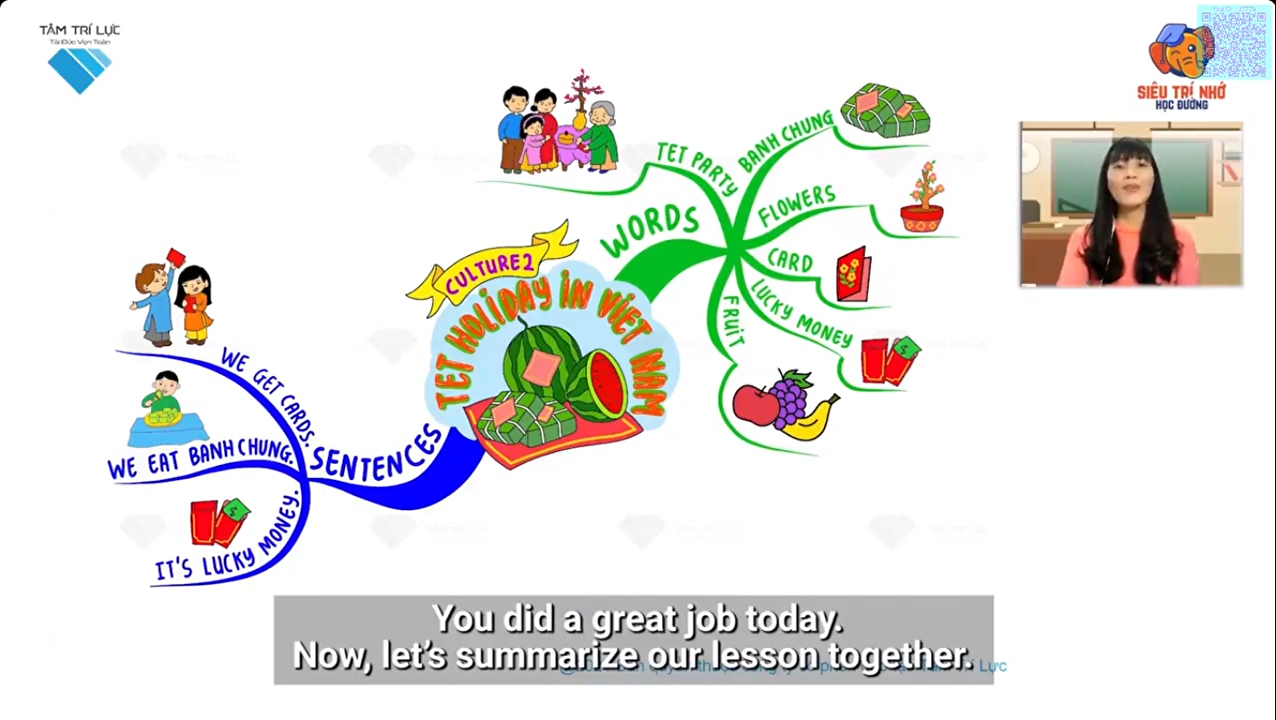 TÂM TRÍ LỰC
Tài Đức Vẹn Toàn
SIÊU TRÍ NHỚ
HỌC ĐƯỜNG
CULTURE 2
TET HOLIDAY IN VIET NAM
WORDS
TET PARTY
BANH CHUNG
FLOWERS
CARD
LUCKY MONEY
FRUIT
SENTENCES
WE GET CARDS.
WE EAT BANH CHUNG.
IT'S LUCKY MONEY.
You did a great job today.
Now, let's summarize our lesson together.